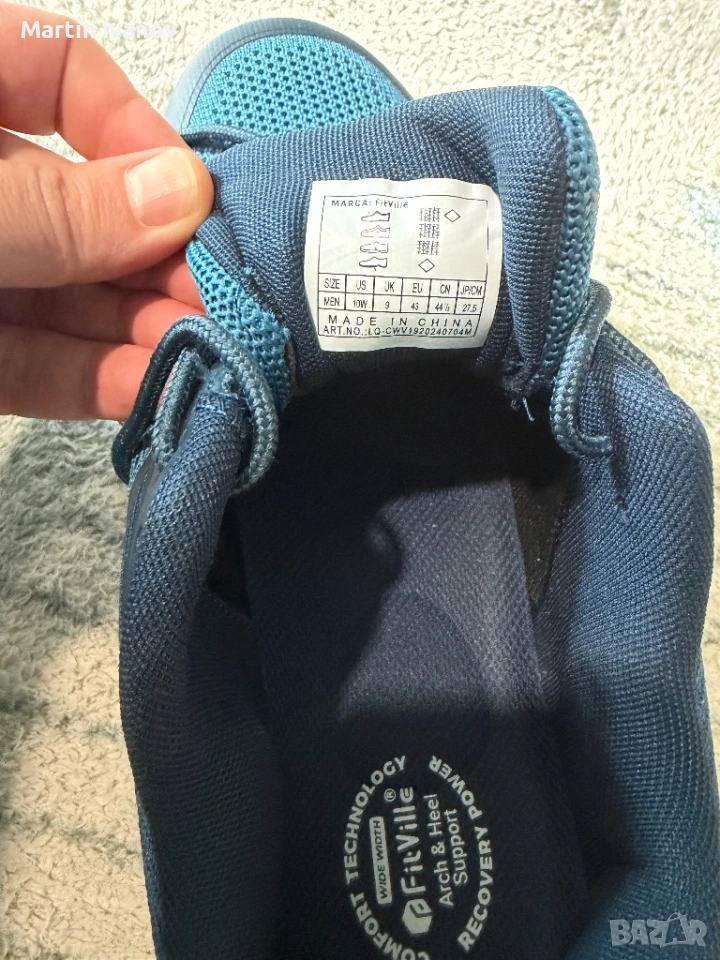 Martin Ivanov
MARCA: FitVille
SIZE US UK EU CN JP/CM
MEN 10W 9 43 44½ 27.5
MADE IN CHINA
ART.NO.:LQ-CWV1920240704M
COMFORT TECHNOLOGY
WIDE WIDTH
FitVille®
Arch & Heel
Support
RECOVERY POWER
BAZAR